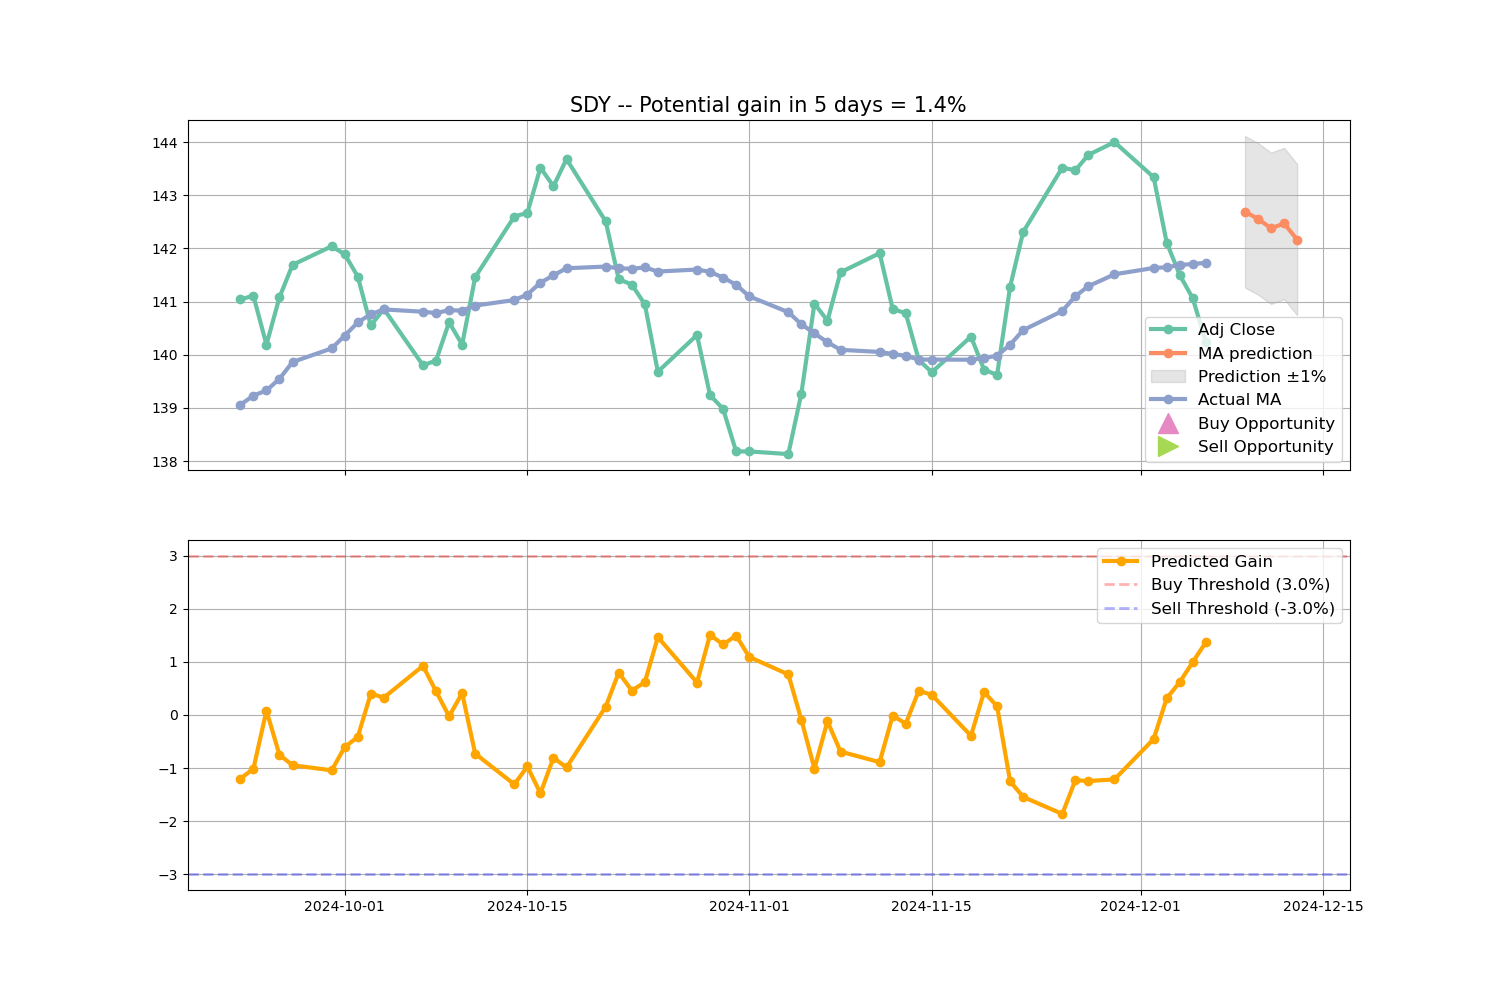 SDY -- Potential gain in 5 days = 1.4%
144
143
142
141
140
139
138
Adj Close
MA prediction
Prediction ±1%
Actual MA
Buy Opportunity
Sell Opportunity
3
2
1
0
−1
−2
−3
Predicted Gain
Buy Threshold (3.0%)
Sell Threshold (-3.0%)
2024-10-01
2024-10-15
2024-11-01
2024-11-15
2024-12-01
2024-12-15